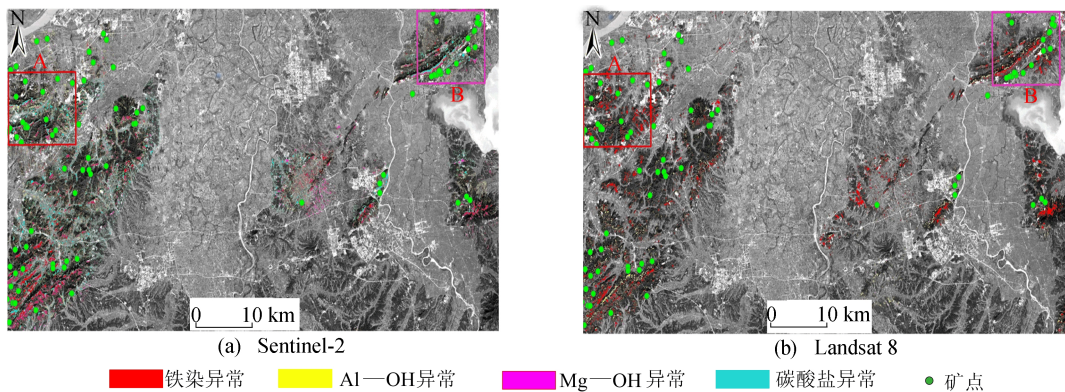 N
A
B
0 10 km
(a) Sentinel-2
N
A
B
0 10 km
(b) Landsat 8
铁染异常
Al—OH异常
Mg—OH 异常
碳酸盐异常
矿点